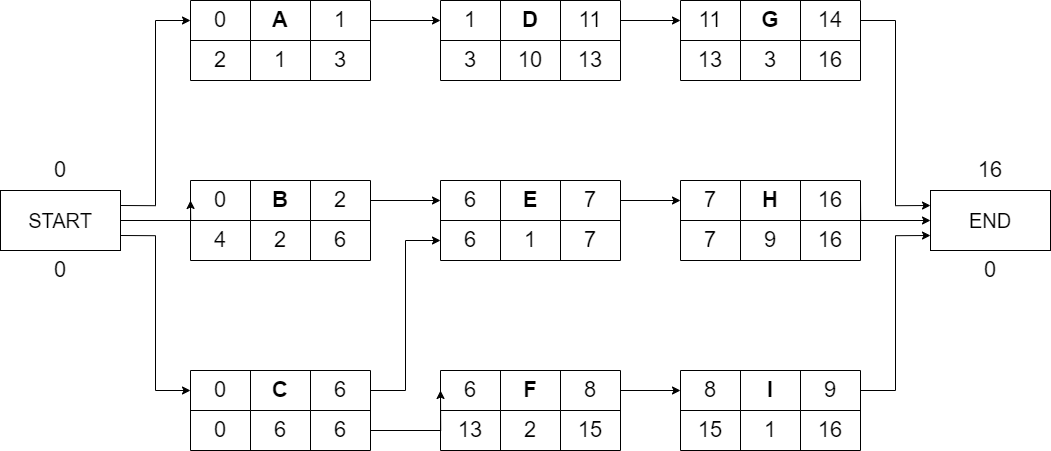 0 A 1
2 1 3
1 D 11
3 10 13
11 G 14
13 3 16
0
START
0
0 B 2
4 2 6
6 E 7
6 1 7
7 H 16
7 9 16
16
END
0
0 C 6
0 6 6
6 F 8
13 2 15
8 I 9
15 1 16